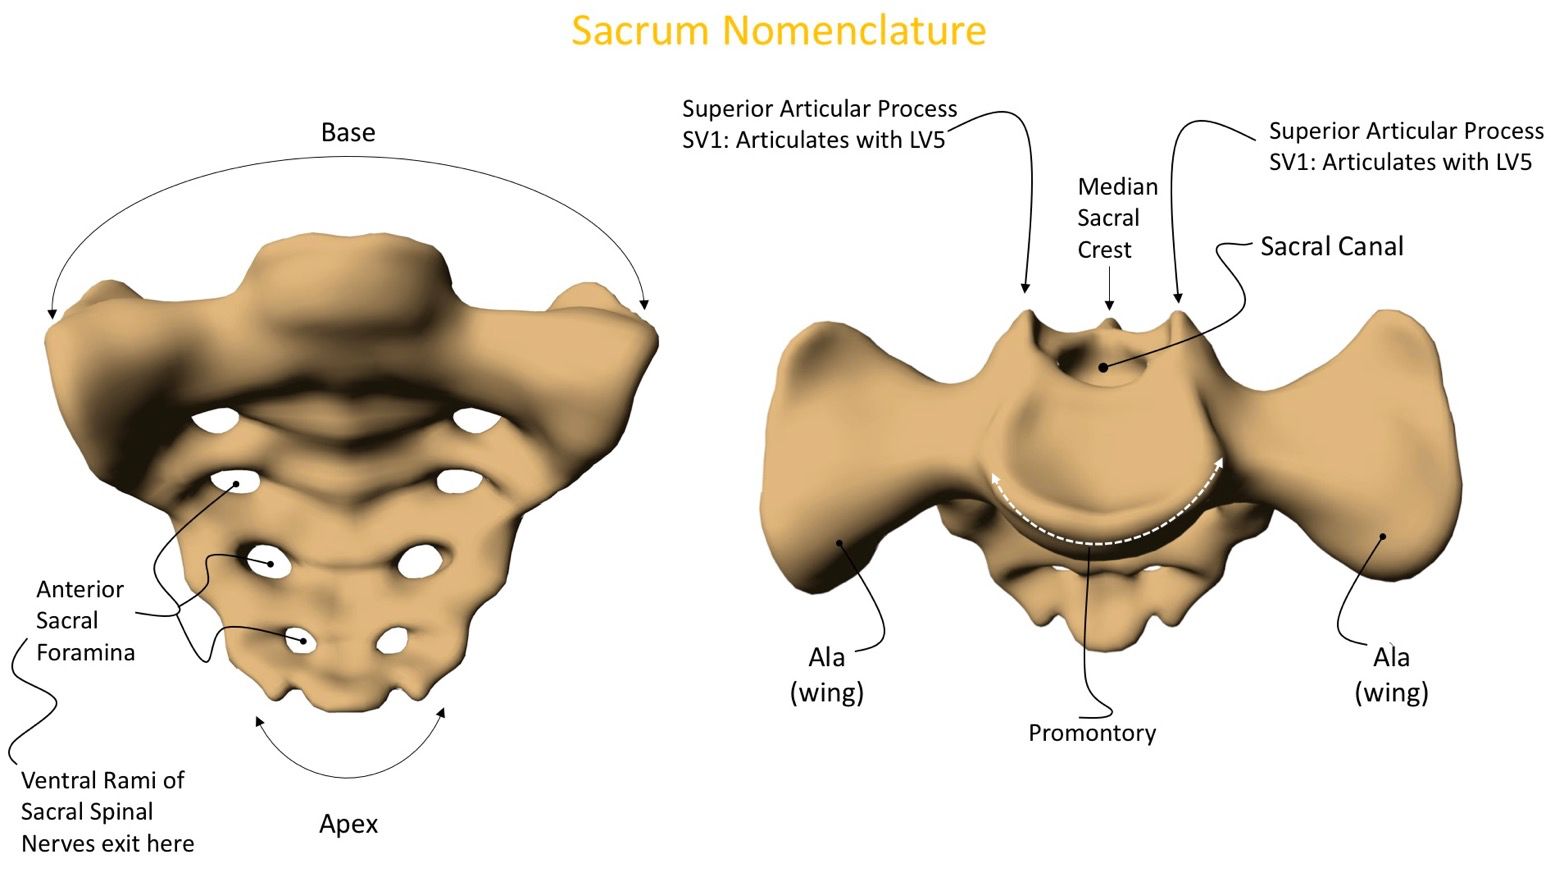 Sacrum Nomenclature
Base
Anterior
Sacral
Foramina
Ventral Rami of
Sacral Spinal
Nerves exit here
Apex
Superior Articular Process
SV1: Articulates with LV5
Median
Sacral
Crest
Superior Articular Process
SV1: Articulates with LV5
Sacral Canal
Ala
(wing)
Promontory
Ala
(wing)